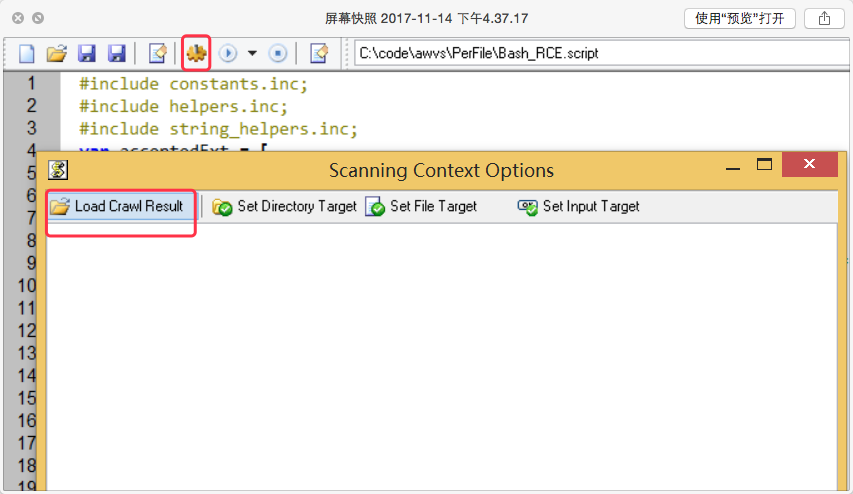 屏幕快照 2017-11-14 下午4.37.17
使用“预览”打开
C:\code\awvs\PerFile\Bash_RCE.script
1 #include constants.inc;
2 #include helpers.inc;
3 #include string_helpers.inc;
4 var acceptedExt = [
5
Scanning Context Options
6
Load Crawl Result Set Directory Target Set File Target Set Input Target
7
8
9
10
11
12
13
14
15
16
17
18
19